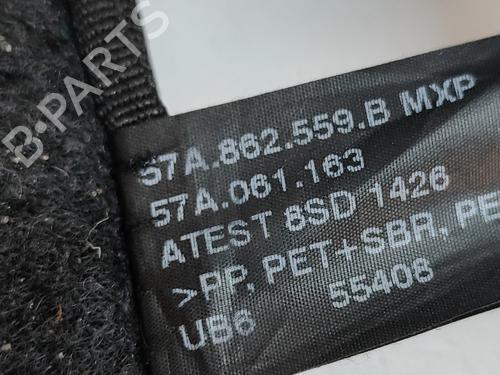 B-PARTS
57A.862.559.B MXP
57A.061.163
ATEST 8SD 1426
>PP, PET+SBR, PE
UB6 55408